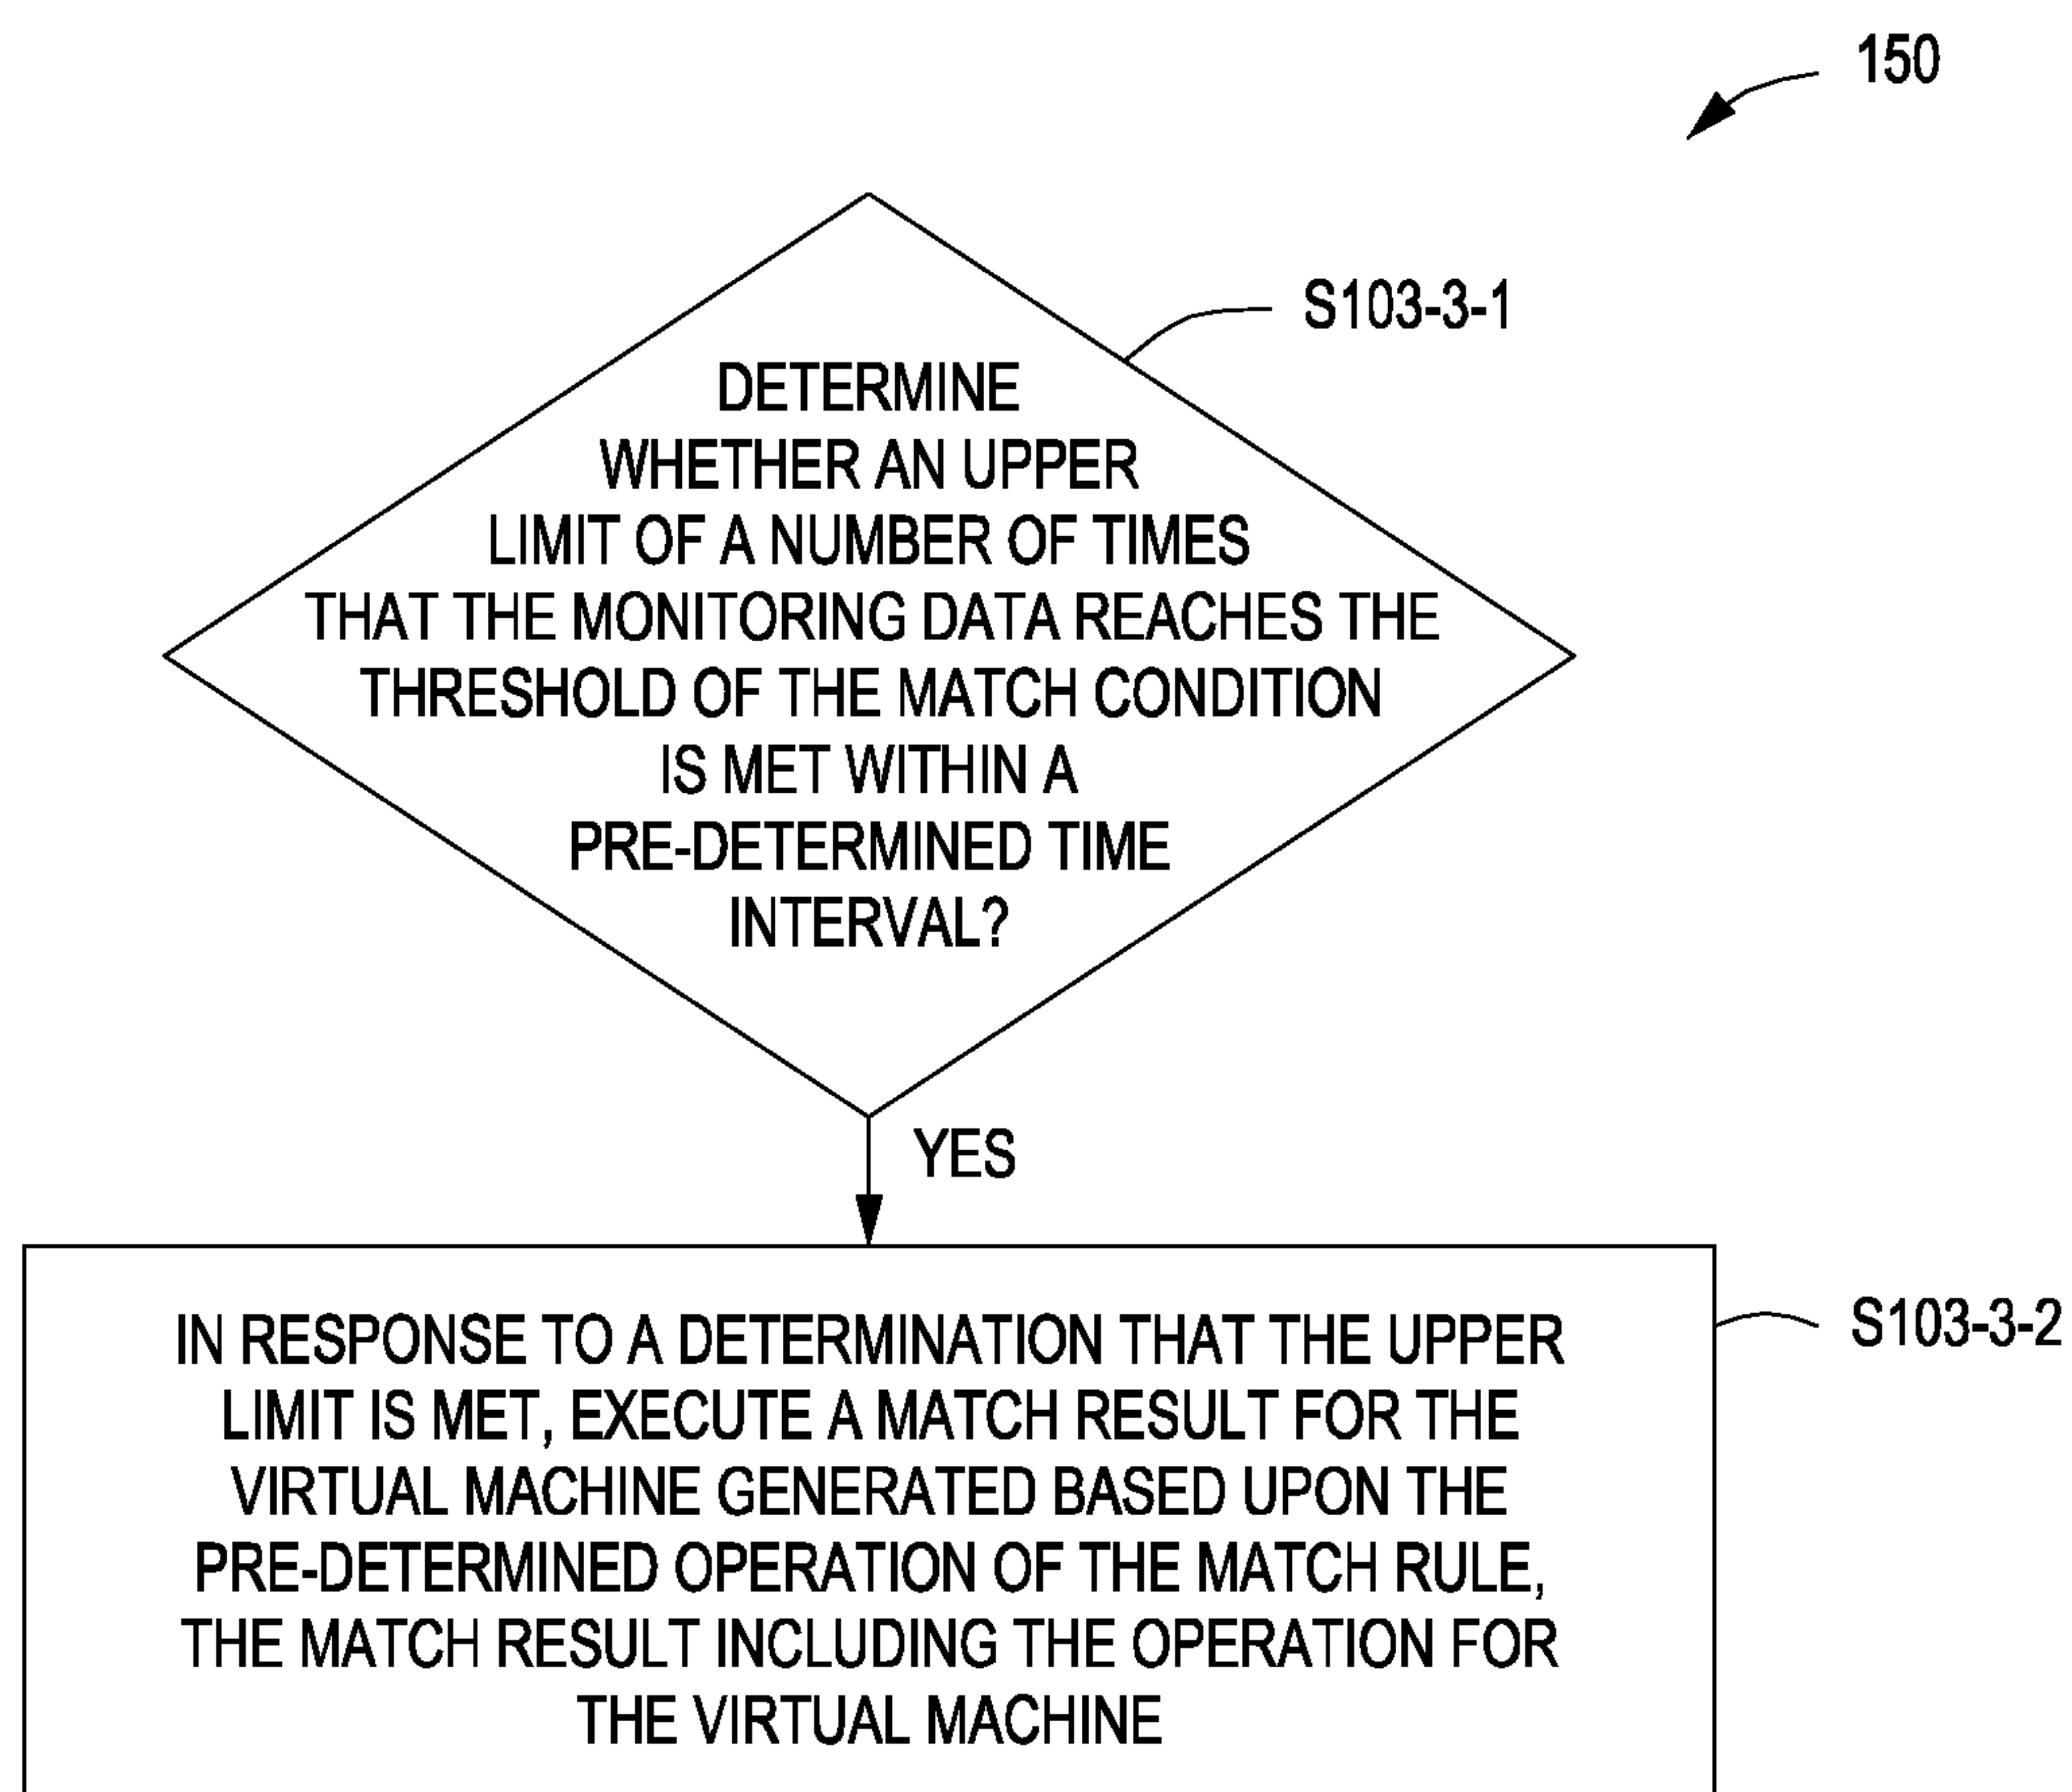 150
S103-3-1
DETERMINE
WHETHER AN UPPER
LIMIT OF A NUMBER OF TIMES
THAT THE MONITORING DATA REACHES THE
THRESHOLD OF THE MATCH CONDITION
IS MET WITHIN A
PRE-DETERMINED TIME
INTERVAL?
YES
S103-3-2
IN RESPONSE TO A DETERMINATION THAT THE UPPER
LIMIT IS MET, EXECUTE A MATCH RESULT FOR THE
VIRTUAL MACHINE GENERATED BASED UPON THE
PRE-DETERMINED OPERATION OF THE MATCH RULE,
THE MATCH RESULT INCLUDING THE OPERATION FOR
THE VIRTUAL MACHINE